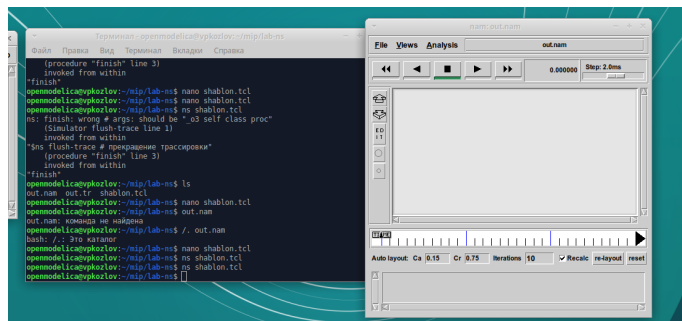 Терминал - openmodelica@vpkozlov:~/mip/lab-ns
Файл Правка Вид Терминал Вкладки Справка
(procedure "finish" line 3)
invoked from within
"finish"
openmodelica@vpkozlov:~/mip/lab-ns$ nano shablon.tcl
openmodelica@vpkozlov:~/mip/lab-ns$ nano shablon.tcl
openmodelica@vpkozlov:~/mip/lab-ns$ ns shablon.tcl
ns: finish: wrong # args: should be "_o3 self class proc"
(Simulator flush-trace line 1)
invoked from within
"$ns flush-trace # прекращение трассировки"
(procedure "finish" line 3)
invoked from within
"finish"
openmodelica@vpkozlov:~/mip/lab-ns$ ls
out.nam out.tr shablon.tcl
openmodelica@vpkozlov:~/mip/lab-ns$ nano shablon.tcl
openmodelica@vpkozlov:~/mip/lab-ns$ out.nam
out.nam: команда не найдена
openmodelica@vpkozlov:~/mip/lab-ns$ /. out.nam
bash: /.: Это каталог
openmodelica@vpkozlov:~/mip/lab-ns$ nano shablon.tcl
openmodelica@vpkozlov:~/mip/lab-ns$ ns shablon.tcl
openmodelica@vpkozlov:~/mip/lab-ns$ ns shablon.tcl
openmodelica@vpkozlov:~/mip/lab-ns$
nam: out.nam
File Views Analysis out.nam
0.000000 Step: 2.0ms
ED
IT
TIME
Auto layout: Ca 0.15 Cr 0.75 Iterations 10 Recalc re-layout reset